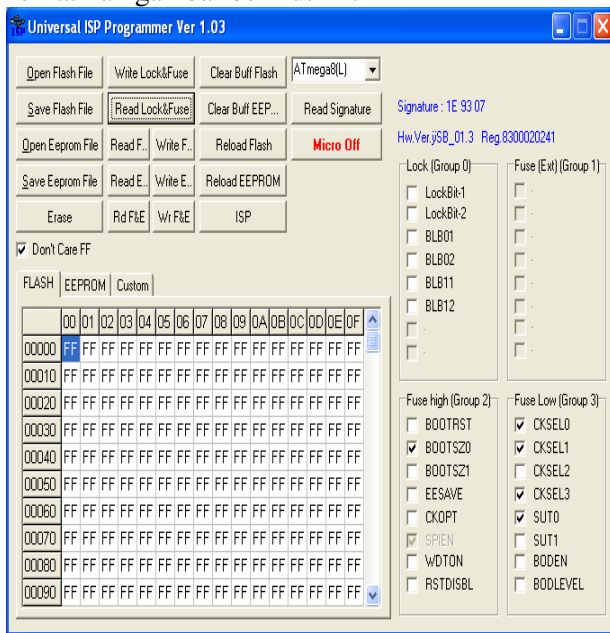 Universal ISP Programmer Ver 1.03
Open Flash File Write Lock&Fuse Clear Buff Flash ATmega8(L)
Save Flash File Read Lock&Fuse Clear Buff EEP... Read Signature
Signature : 1E 93 07
Open Eeprom File Read F.. Write F.. Reload Flash Micro Off
Hw.Ver.ÿSB_01.3 Reg.8300020241
Save Eeprom File Read E.. Write E.. Reload EEPROM
Erase Rd F&E Wr F&E ISP
Don't Care FF
FLASH EEPROM Custom
00 01 02 03 04 05 06 07 08 09 0A 0B 0C 0D 0E 0F
00000 FF FF FF FF FF FF FF FF FF FF FF FF FF FF FF FF
00010 FF FF FF FF FF FF FF FF FF FF FF FF FF FF FF FF
00020 FF FF FF FF FF FF FF FF FF FF FF FF FF FF FF FF
00030 FF FF FF FF FF FF FF FF FF FF FF FF FF FF FF FF
00040 FF FF FF FF FF FF FF FF FF FF FF FF FF FF FF FF
00050 FF FF FF FF FF FF FF FF FF FF FF FF FF FF FF FF
00060 FF FF FF FF FF FF FF FF FF FF FF FF FF FF FF FF
00070 FF FF FF FF FF FF FF FF FF FF FF FF FF FF FF FF
00080 FF FF FF FF FF FF FF FF FF FF FF FF FF FF FF FF
00090 FF FF FF FF FF FF FF FF FF FF FF FF FF FF FF FF
Lock (Group 0)
LockBit-1
LockBit-2
BLB01
BLB02
BLB11
BLB12
-
-
Fuse (Ext) (Group 1)
-
-
-
-
-
-
-
-
Fuse high (Group 2)
BOOTRST
BOOTSZ0
BOOTSZ1
EESAVE
CKOPT
SPIEN
WDTON
RSTDISBL
Fuse Low (Group 3)
CKSEL0
CKSEL1
CKSEL2
CKSEL3
SUT0
SUT1
BODEN
BODLEVEL